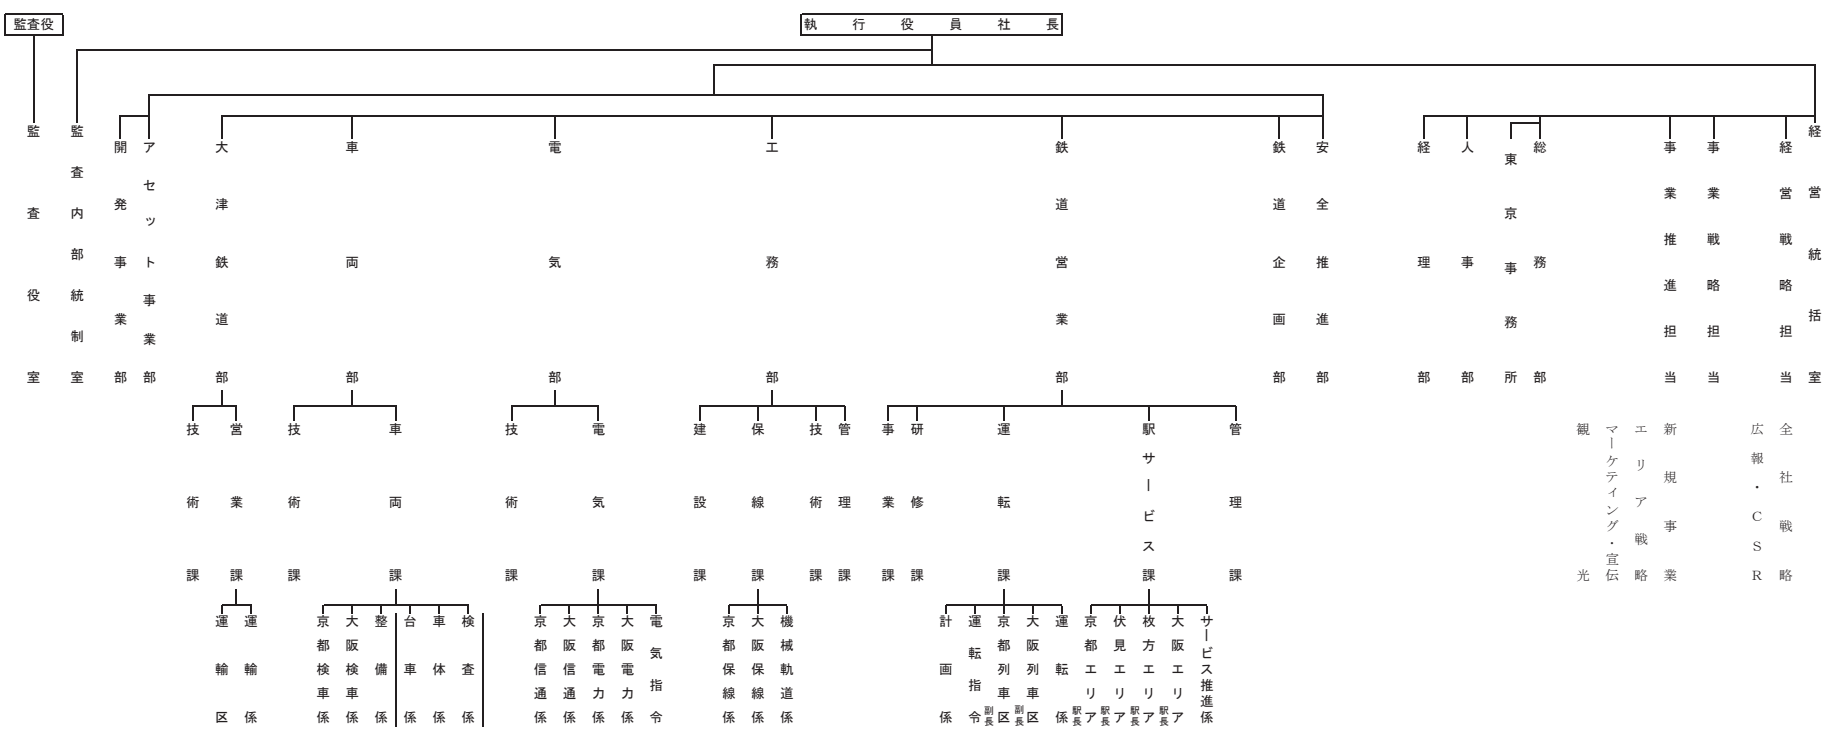 監査役
執行役員社長
経営統括室
経営戦略担当
事業戦略担当
事業推進担当
総務部
東京事務所
人事部
経理部
安全推進部
鉄道企画部
鉄道営業部
工務部
電気部
車両部
大津鉄道部
アセット事業部
開発事業部
監査内部統制室
監査役室
全社戦略
広報・CSR
新規事業
エリア戦略
マーケティング・宣伝
観光
管理課
駅サービス課
運転課
研修課
事業課
管理課
技術課
保線課
建設課
電気課
技術課
車両課
技術課
営業課
技術課
サービス推進係
大阪エリア
駅長
枚方エリア
駅長
伏見エリア
駅長
京都エリア
駅長
運転係
大阪列車区
副長
京都列車区
副長
運転指令
計画係
機械軌道係
大阪保線係
京都保線係
電気指令
大阪電力係
京都電力係
大阪信通係
京都信通係
検査係
車体係
台車係
整備係
大阪検車係
京都検車係
運輸係
運輸区